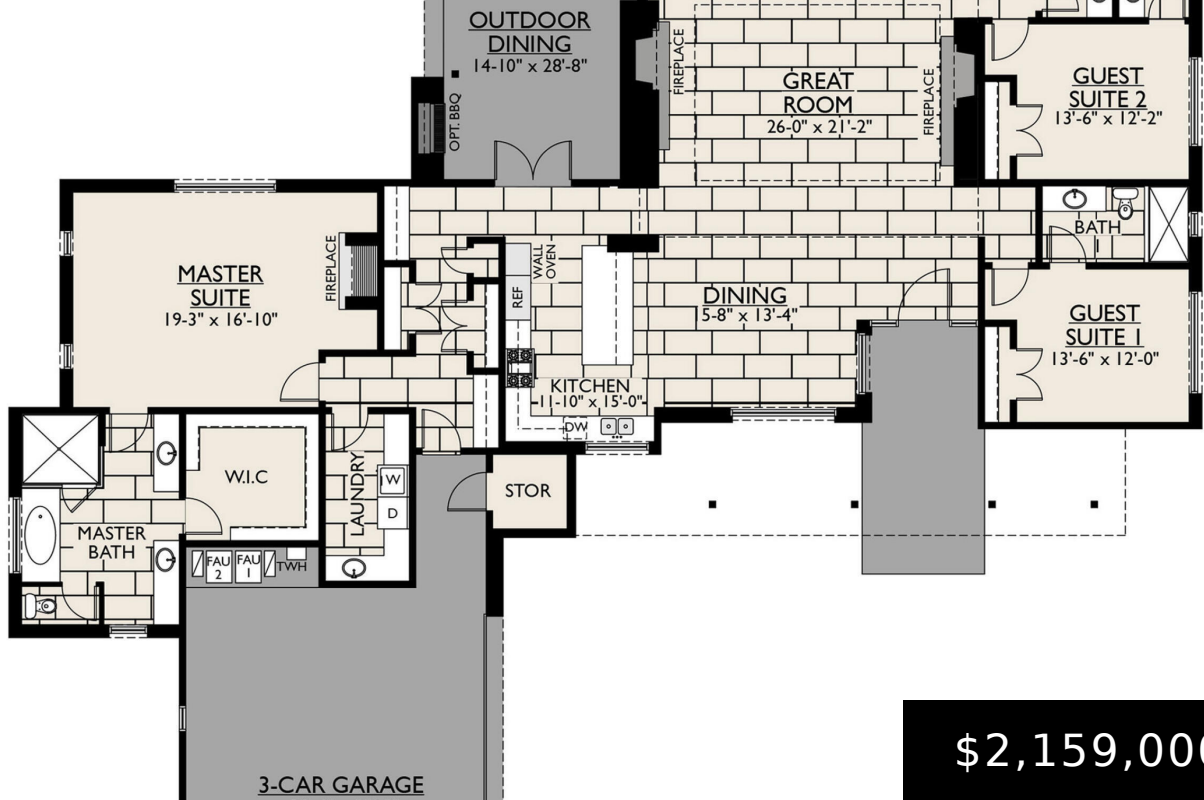 OUTDOOR
DINING
14'-10" x 28'-8"
OPT. BBQ
FIREPLACE
GREAT
ROOM
26'-0" x 21'-2"
FIREPLACE
GUEST
SUITE 2
13'-6" x 12'-2"
BATH
MASTER
SUITE
19'-3" x 16'-10"
FIREPLACE
WALL
OVEN
REF
DINING
5'-8" x 13'-4"
GUEST
SUITE 1
13'-6" x 12'-0"
KITCHEN
11'-10" x 15'-0"
DW
W.I.C
LAUNDRY
W
D
STOR
MASTER
BATH
FAU
2
FAU
1
TWH
3-CAR GARAGE
$2,159,00